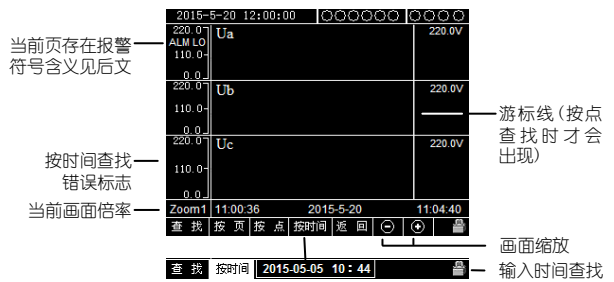 2015-5-20 12:00:00
220.0 Ua 220.0V
ALM LO
110.0
0.0
220.0 Ub 220.0V
110.0
0.0
220.0 Uc 220.0V
110.0
0.0
Zoom1 11:00:36 2015-5-20 11:04:40
查 找 按 页 按 点 按时间 返 回
查 找 按时间 2015-05-05 10:44
当前页存在报警
符号含义见后文
按时间查找
错误标志
当前画面倍率
游标线(按点
查找时才会
出现)
画面缩放
输入时间查找